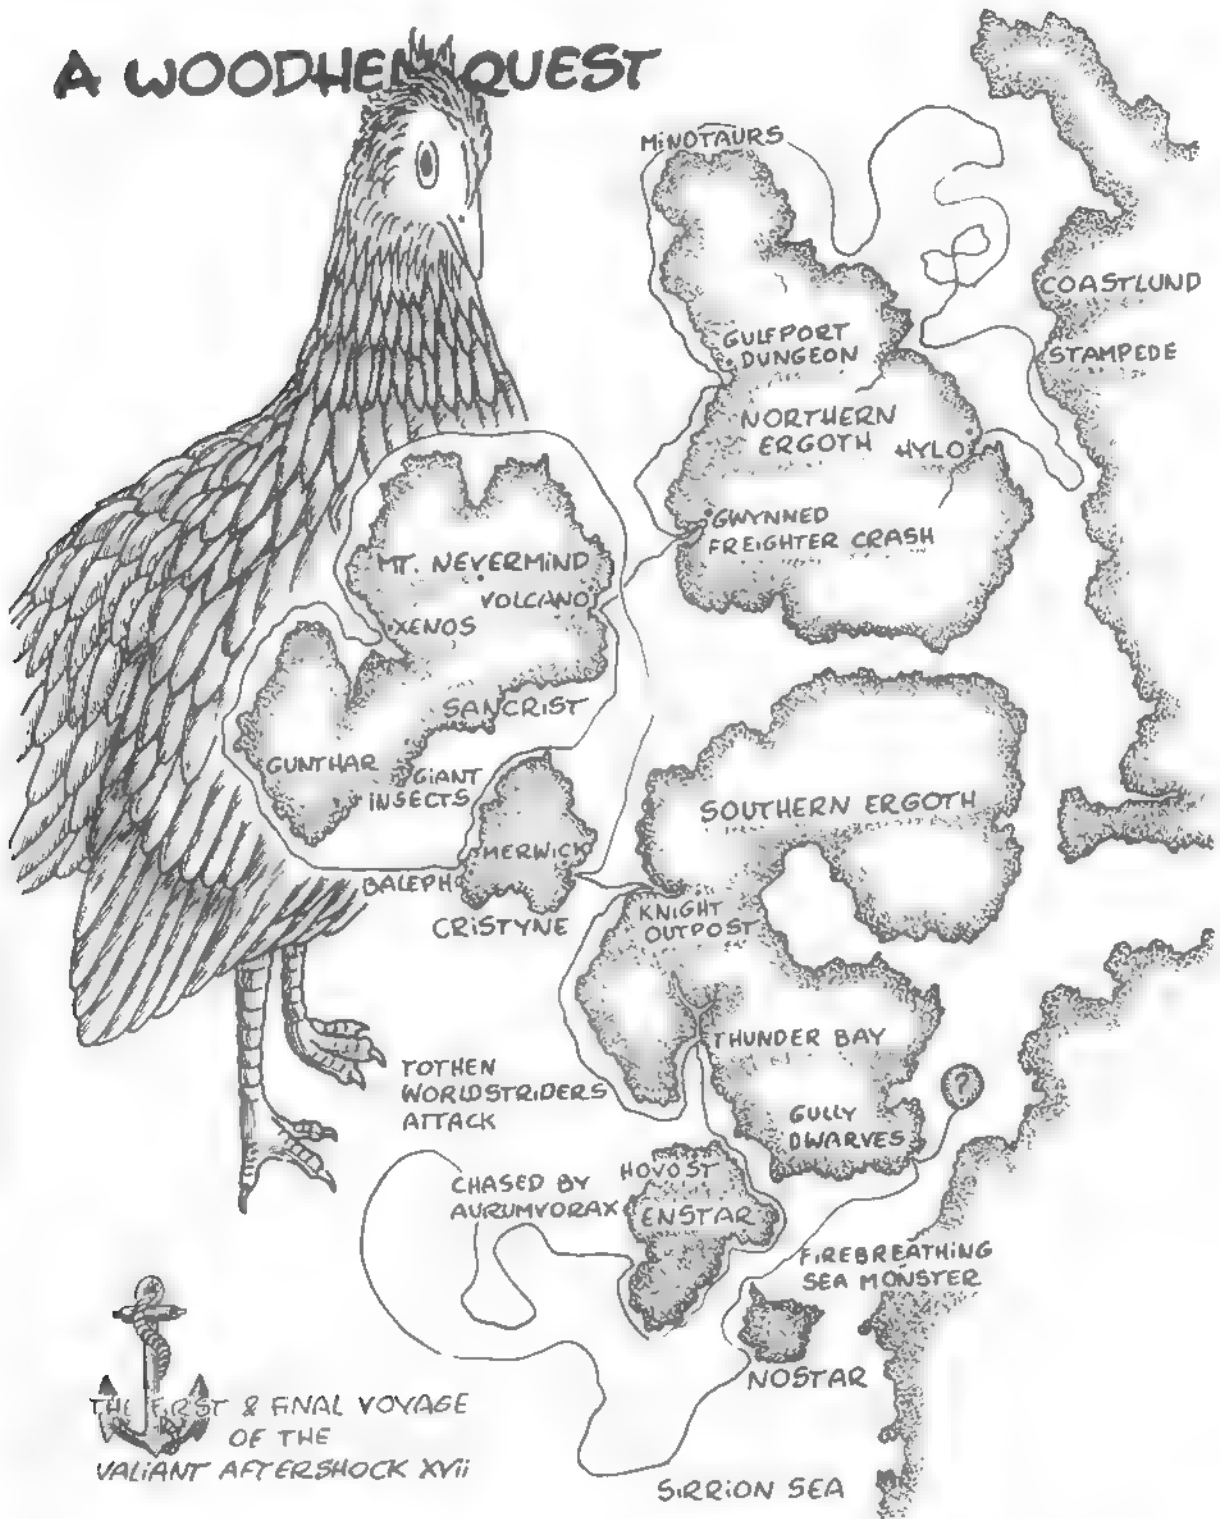 A WOODHEN QUEST
MINOTAURS
COASTLUND
GULFPORT
DUNGEON
STAMPEDE
NORTHERN
ERGOTH
HYLO
GWYNNED
FREIGHTER CRASH
MT. NEVERMIND
VOLCANO
XENOS
SANCRIST
GUNTHAR
GIANT
INSECTS
SOUTHERN ERGOTH
MERWICK
BALEPH
CRISTYNE
KNIGHT
OUTPOST
THUNDER BAY
TOTHEN
WORLDSTRIDERS
ATTACK
?
GULLY
DWARVES
HOVOST
CHASED BY
AURUMVORAX
ENSTAR
FIREBREATHING
SEA MONSTER
NOSTAR
THE FIRST & FINAL VOYAGE
OF THE
VALIANT AFTERSHOCK XVII
SIRRION SEA